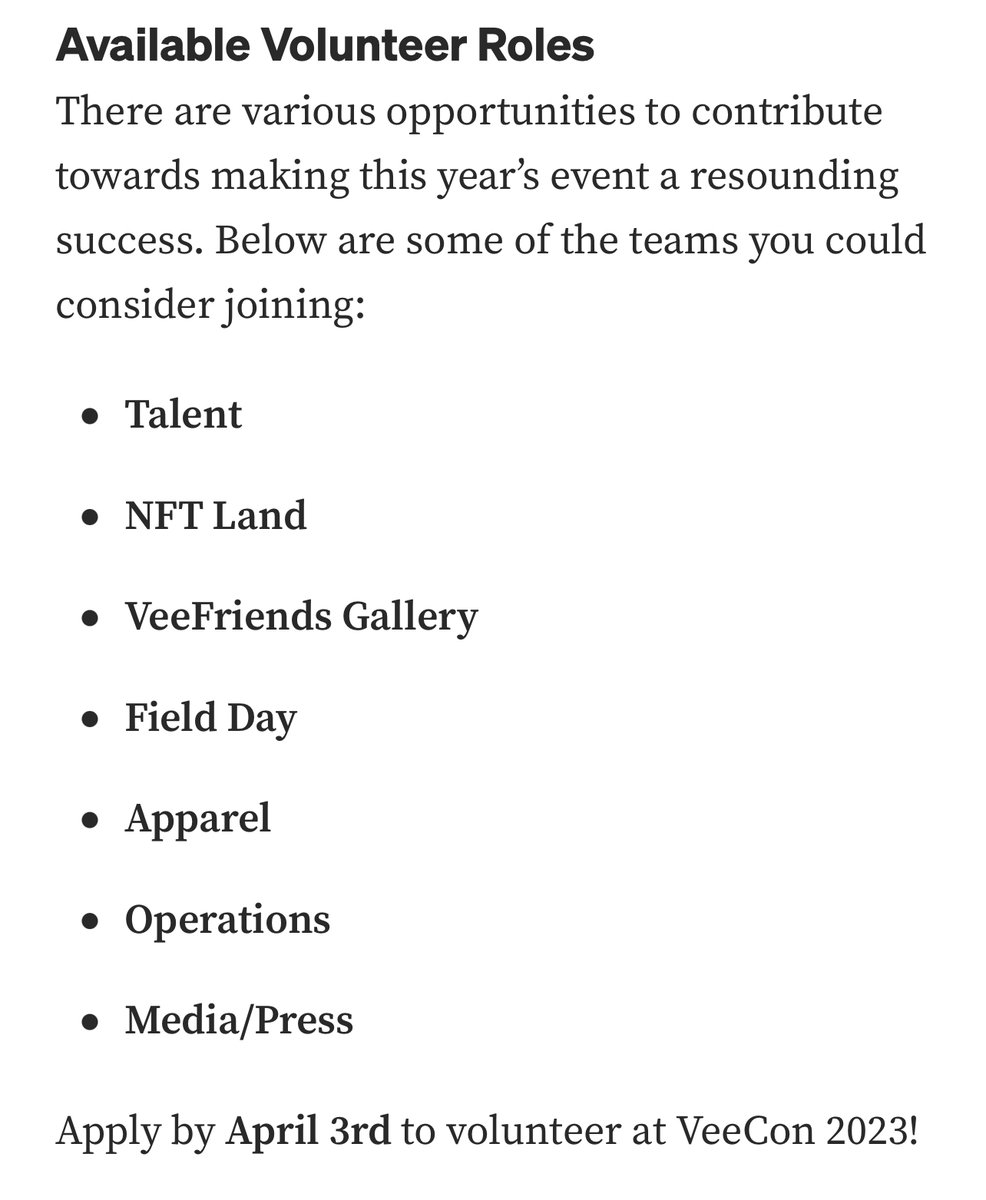 Available Volunteer Roles
There are various opportunities to contribute
towards making this year’s event a resounding
success. Below are some of the teams you could
consider joining:
• Talent
• NFT Land
• VeeFriends Gallery
• Field Day
• Apparel
• Operations
• Media/Press
Apply by April 3rd to volunteer at VeeCon 2023!